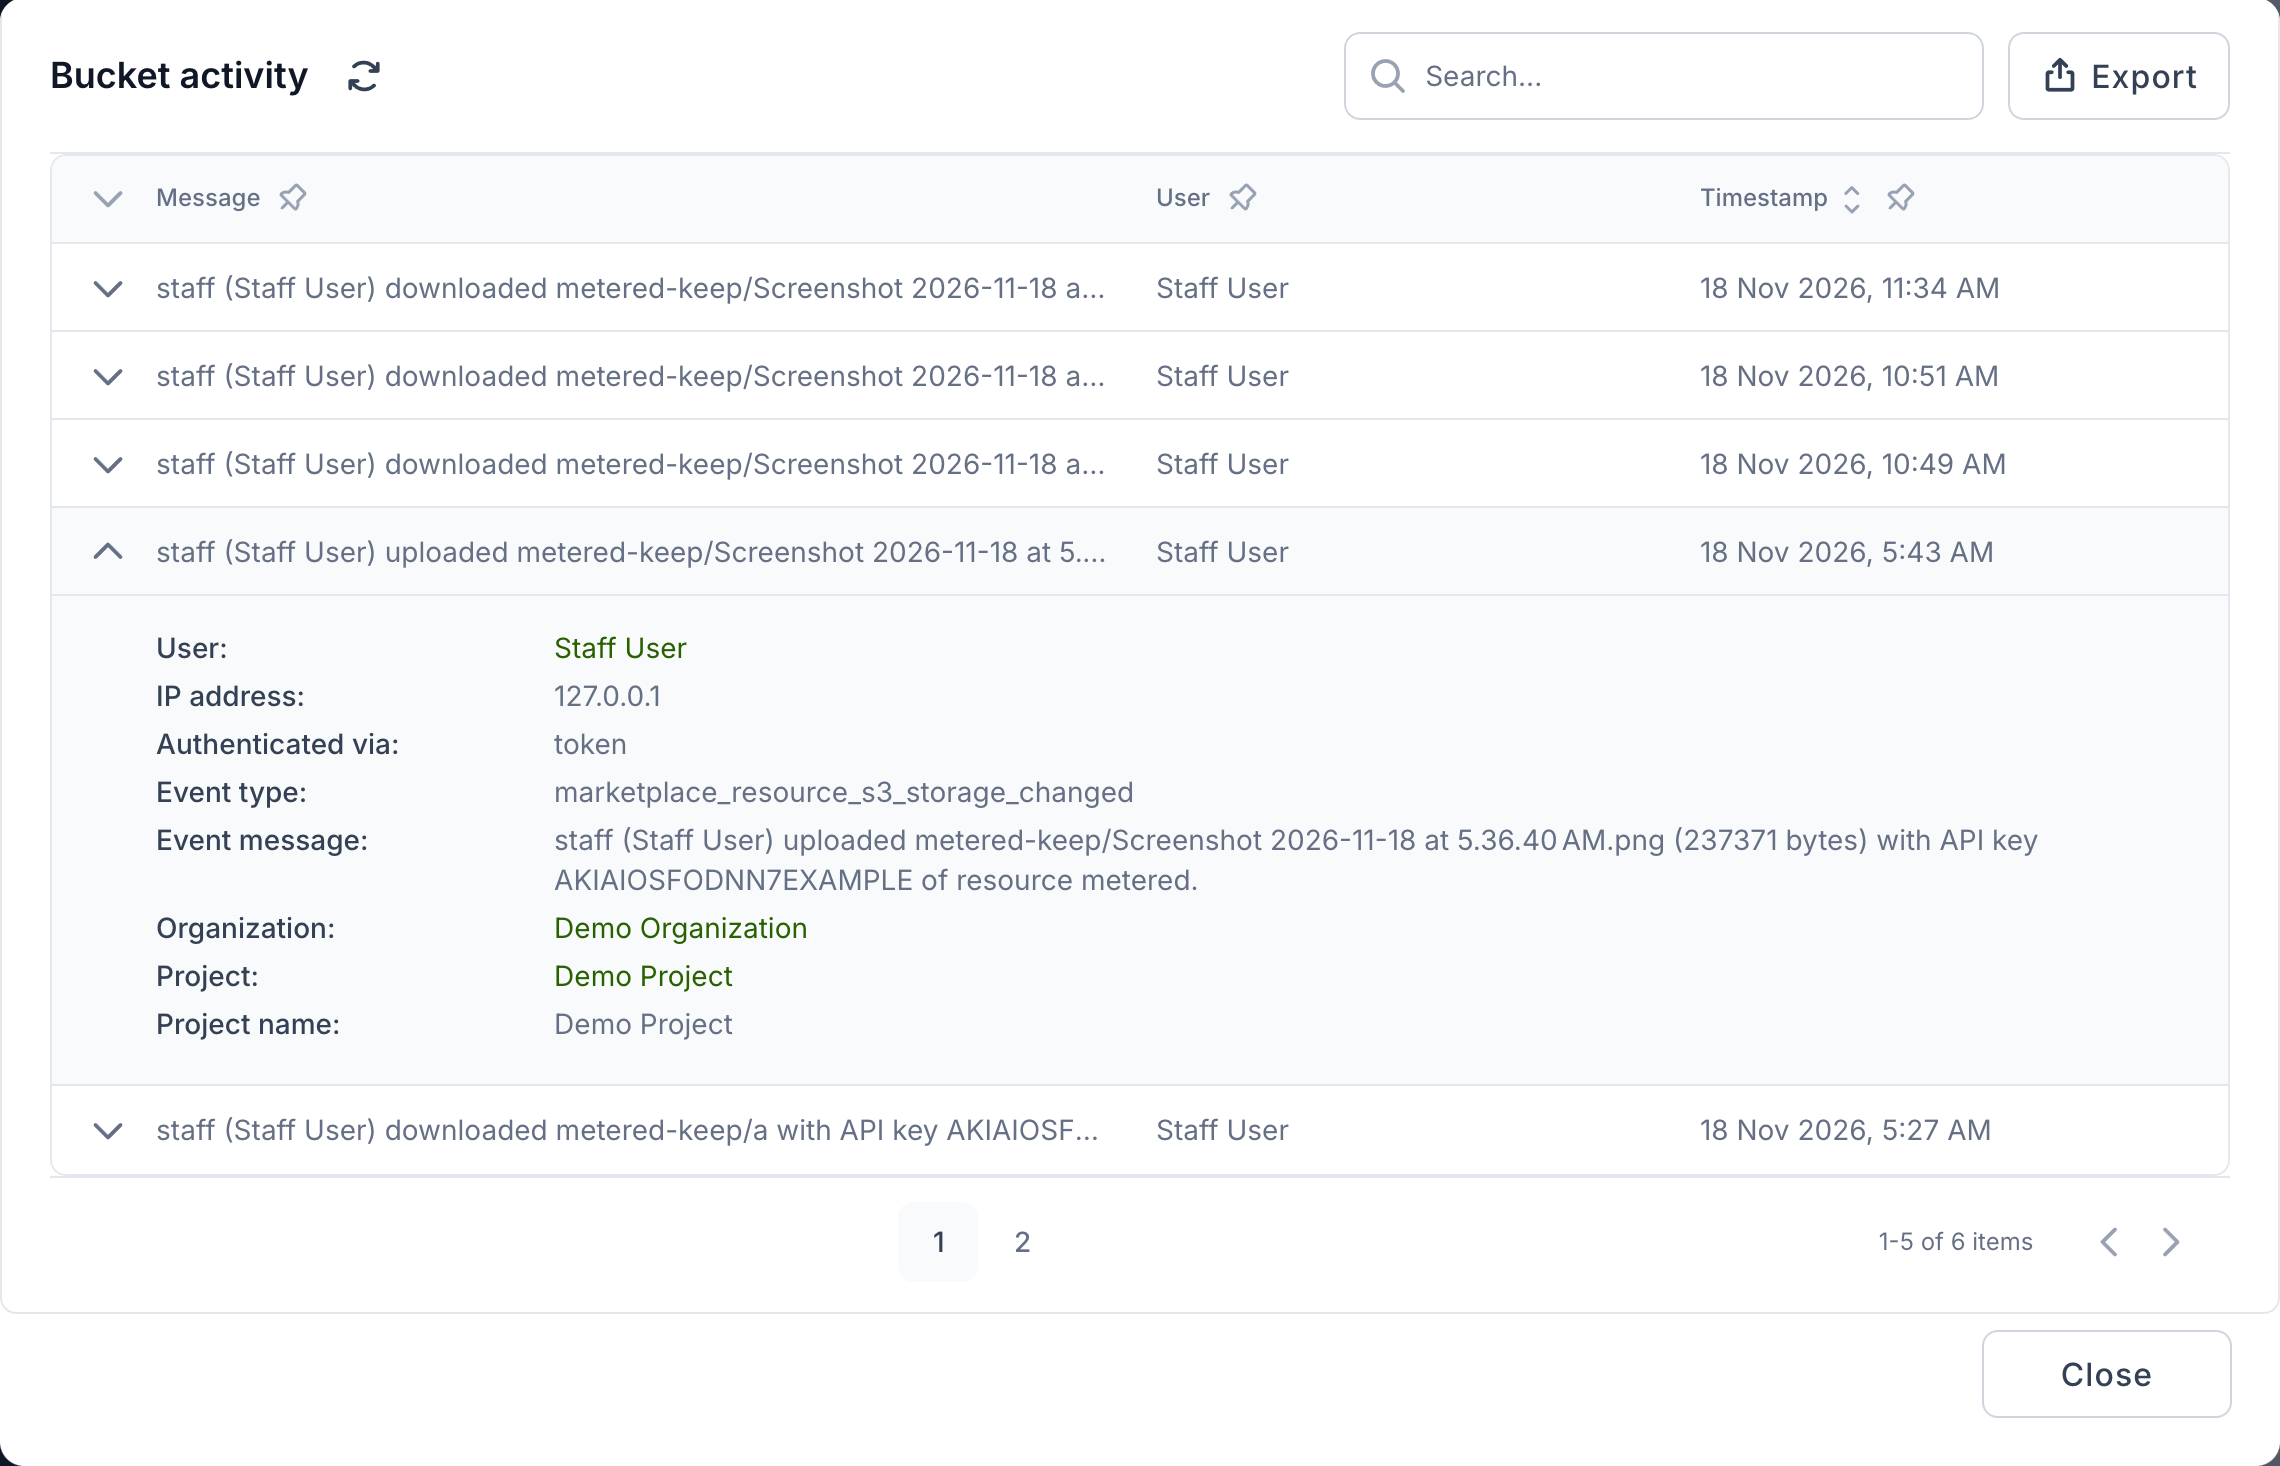 Bucket activity
Search...
Export
Message User Timestamp
staff (Staff User) downloaded metered-keep/Screenshot 2026-11-18 a... Staff User 18 Nov 2026, 11:34 AM
staff (Staff User) downloaded metered-keep/Screenshot 2026-11-18 a... Staff User 18 Nov 2026, 10:51 AM
staff (Staff User) downloaded metered-keep/Screenshot 2026-11-18 a... Staff User 18 Nov 2026, 10:49 AM
staff (Staff User) uploaded metered-keep/Screenshot 2026-11-18 at 5.... Staff User 18 Nov 2026, 5:43 AM
User: Staff User
IP address: 127.0.0.1
Authenticated via: token
Event type: marketplace_resource_s3_storage_changed
Event message: staff (Staff User) uploaded metered-keep/Screenshot 2026-11-18 at 5.36.40 AM.png (237371 bytes) with API key
AKIAIOSFODNN7EXAMPLE of resource metered.
Organization: Demo Organization
Project: Demo Project
Project name: Demo Project
staff (Staff User) downloaded metered-keep/a with API key AKIAIOSF... Staff User 18 Nov 2026, 5:27 AM
1 2 1-5 of 6 items
Close